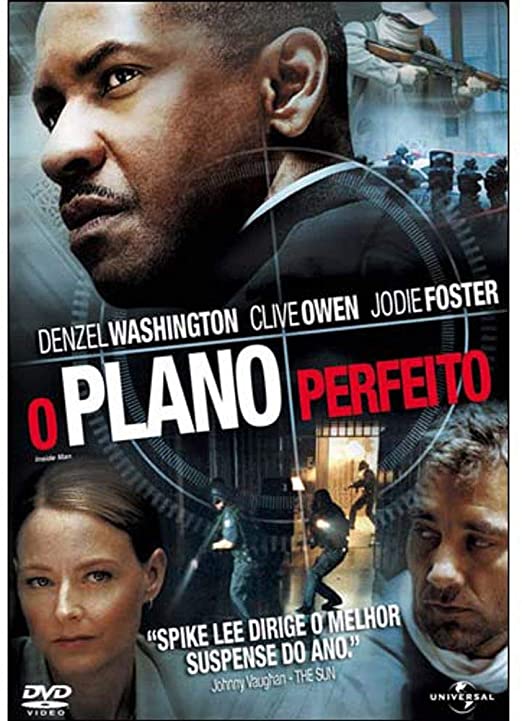 DENZEL WASHINGTON CLIVE OWEN JODIE FOSTER
O PLANO PERFEITO
Inside Man
"SPIKE LEE DIRIGE O MELHOR
SUSPENSE DO ANO."
Johnny Vaughan - THE SUN
DVD
VIDEO
UNIVERSAL